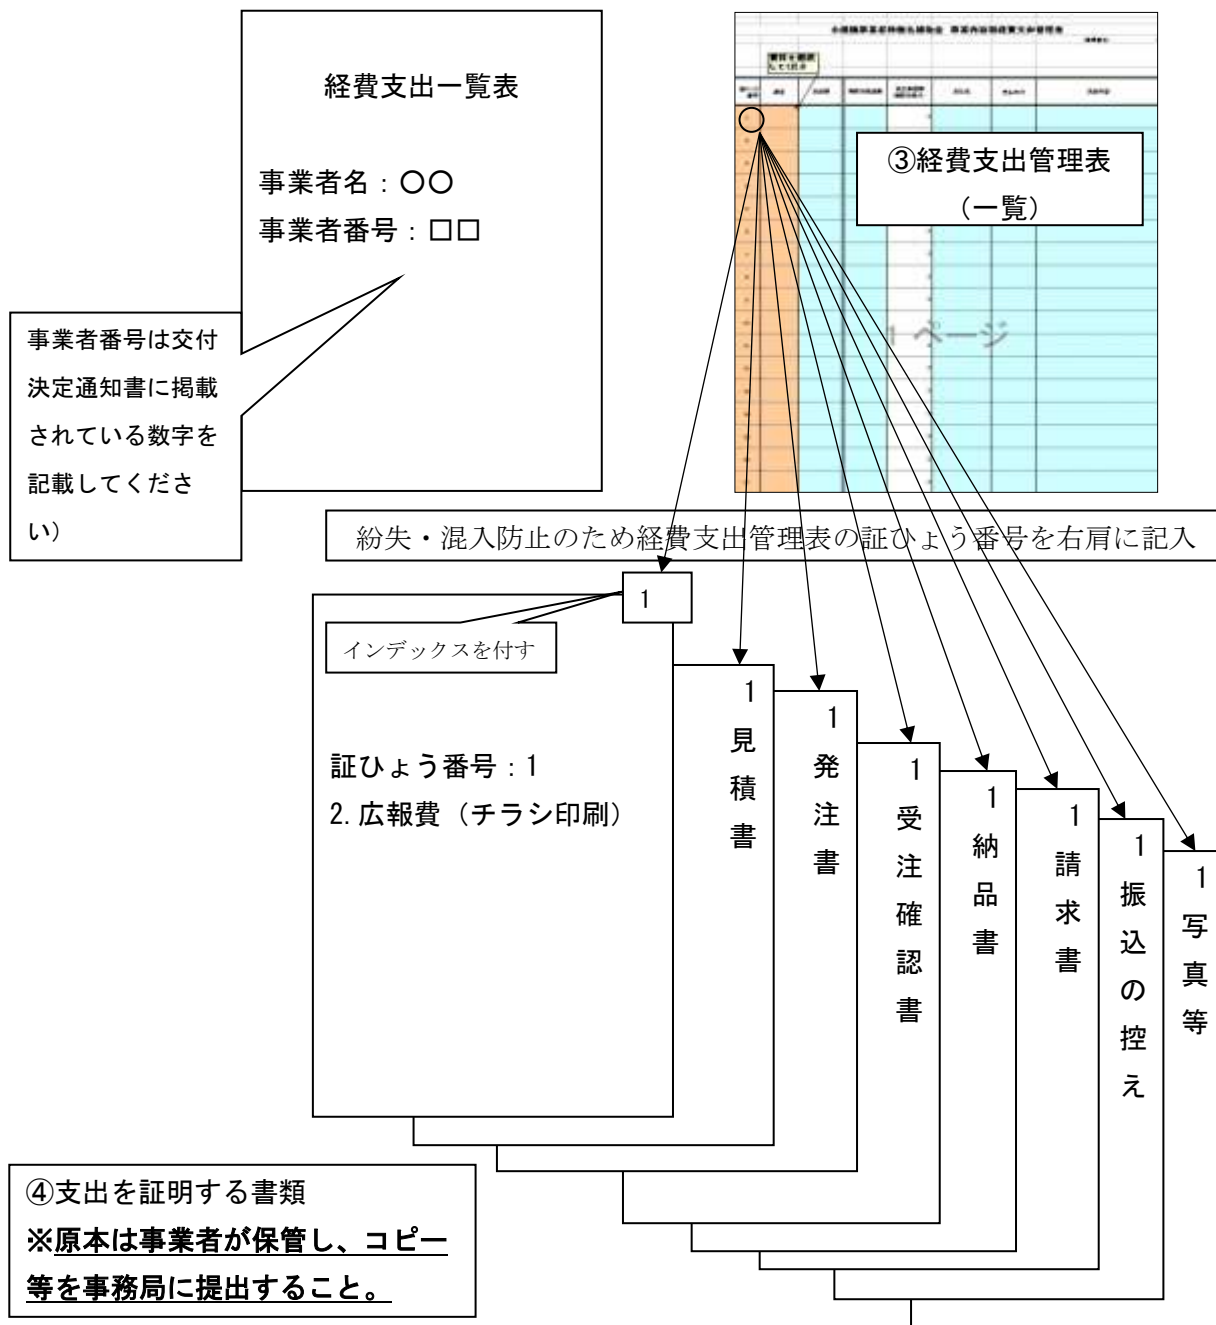 経費支出一覧表
事業者名：〇〇
事業者番号：□□
事業者番号は交付
決定通知書に掲載
されている数字を
記載してくださ
い）
③経費支出管理表
（一覧）
1 ページ
紛失・混入防止のため経費支出管理表の証ひょう番号を右肩に記入
1
インデックスを付す
証ひょう番号：1
2. 広報費（チラシ印刷）
1見積書
1発注書
1受注確認書
1納品書
1請求書
1振込の控え
1写真等
④支出を証明する書類
※原本は事業者が保管し、コピー
等を事務局に提出すること。